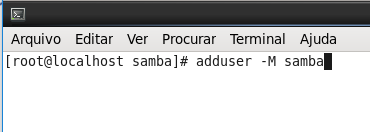 Arquivo Editar Ver Procurar Terminal Ajuda
[root@localhost samba]# adduser -M samba